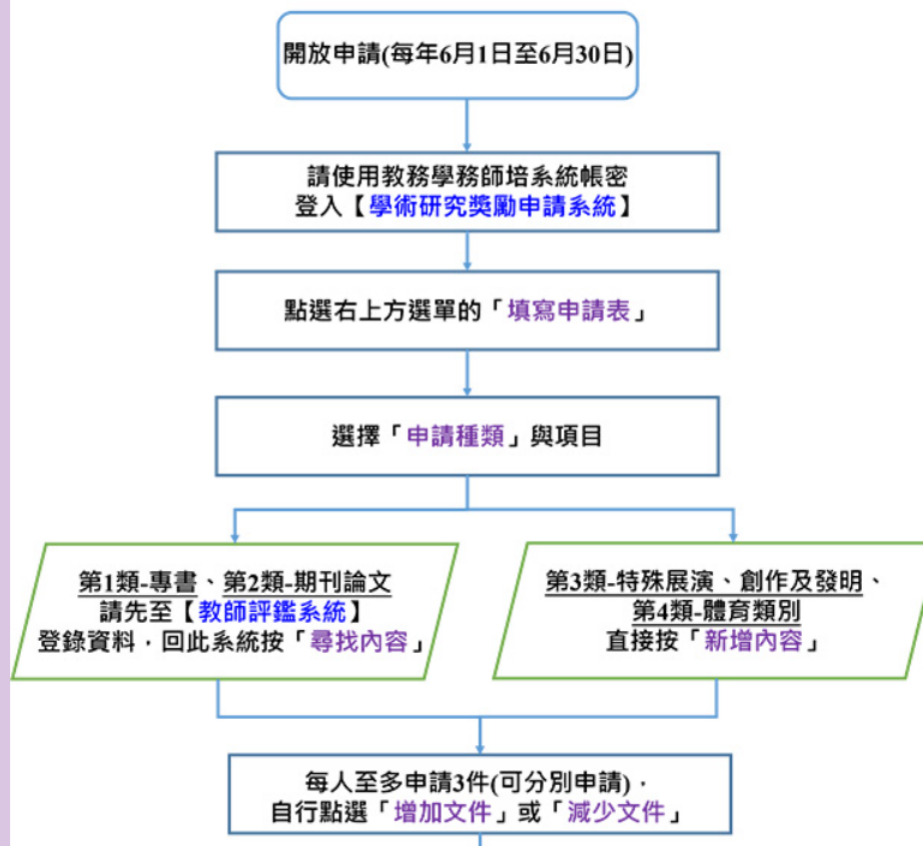 開放申請(每年6月1日至6月30日)
請使用教務學務師培系統帳密
登入【學術研究獎勵申請系統】
點選右上方選單的「填寫申請表」
選擇「申請種類」與項目
第1類-專書、第2類-期刊論文
請先至【教師評鑑系統】
登錄資料，回此系統按「尋找內容」
第3類-特殊展演、創作及發明、
第4類-體育類別
直接按「新增內容」
每人至多申請3件(可分別申請)，
自行點選「增加文件」或「減少文件」